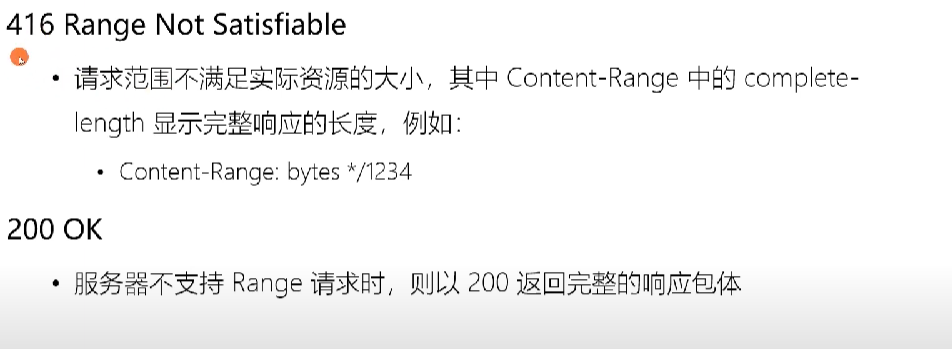 416 Range Not Satisfiable
• 请求范围不满足实际资源的大小，其中 Content-Range 中的 complete-
length 显示完整响应的长度，例如：
• Content-Range: bytes */1234
200 OK
• 服务器不支持 Range 请求时，则以 200 返回完整的响应包体